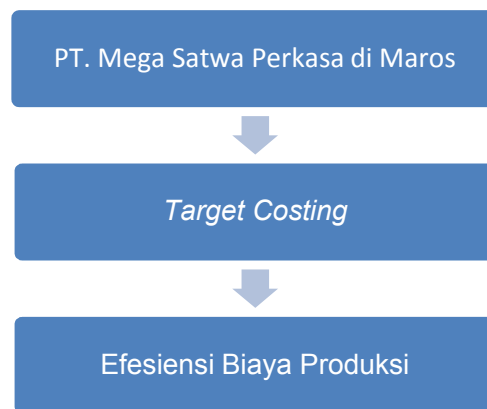 PT. Mega Satwa Perkasa di Maros
Target Costing
Efesiensi Biaya Produksi